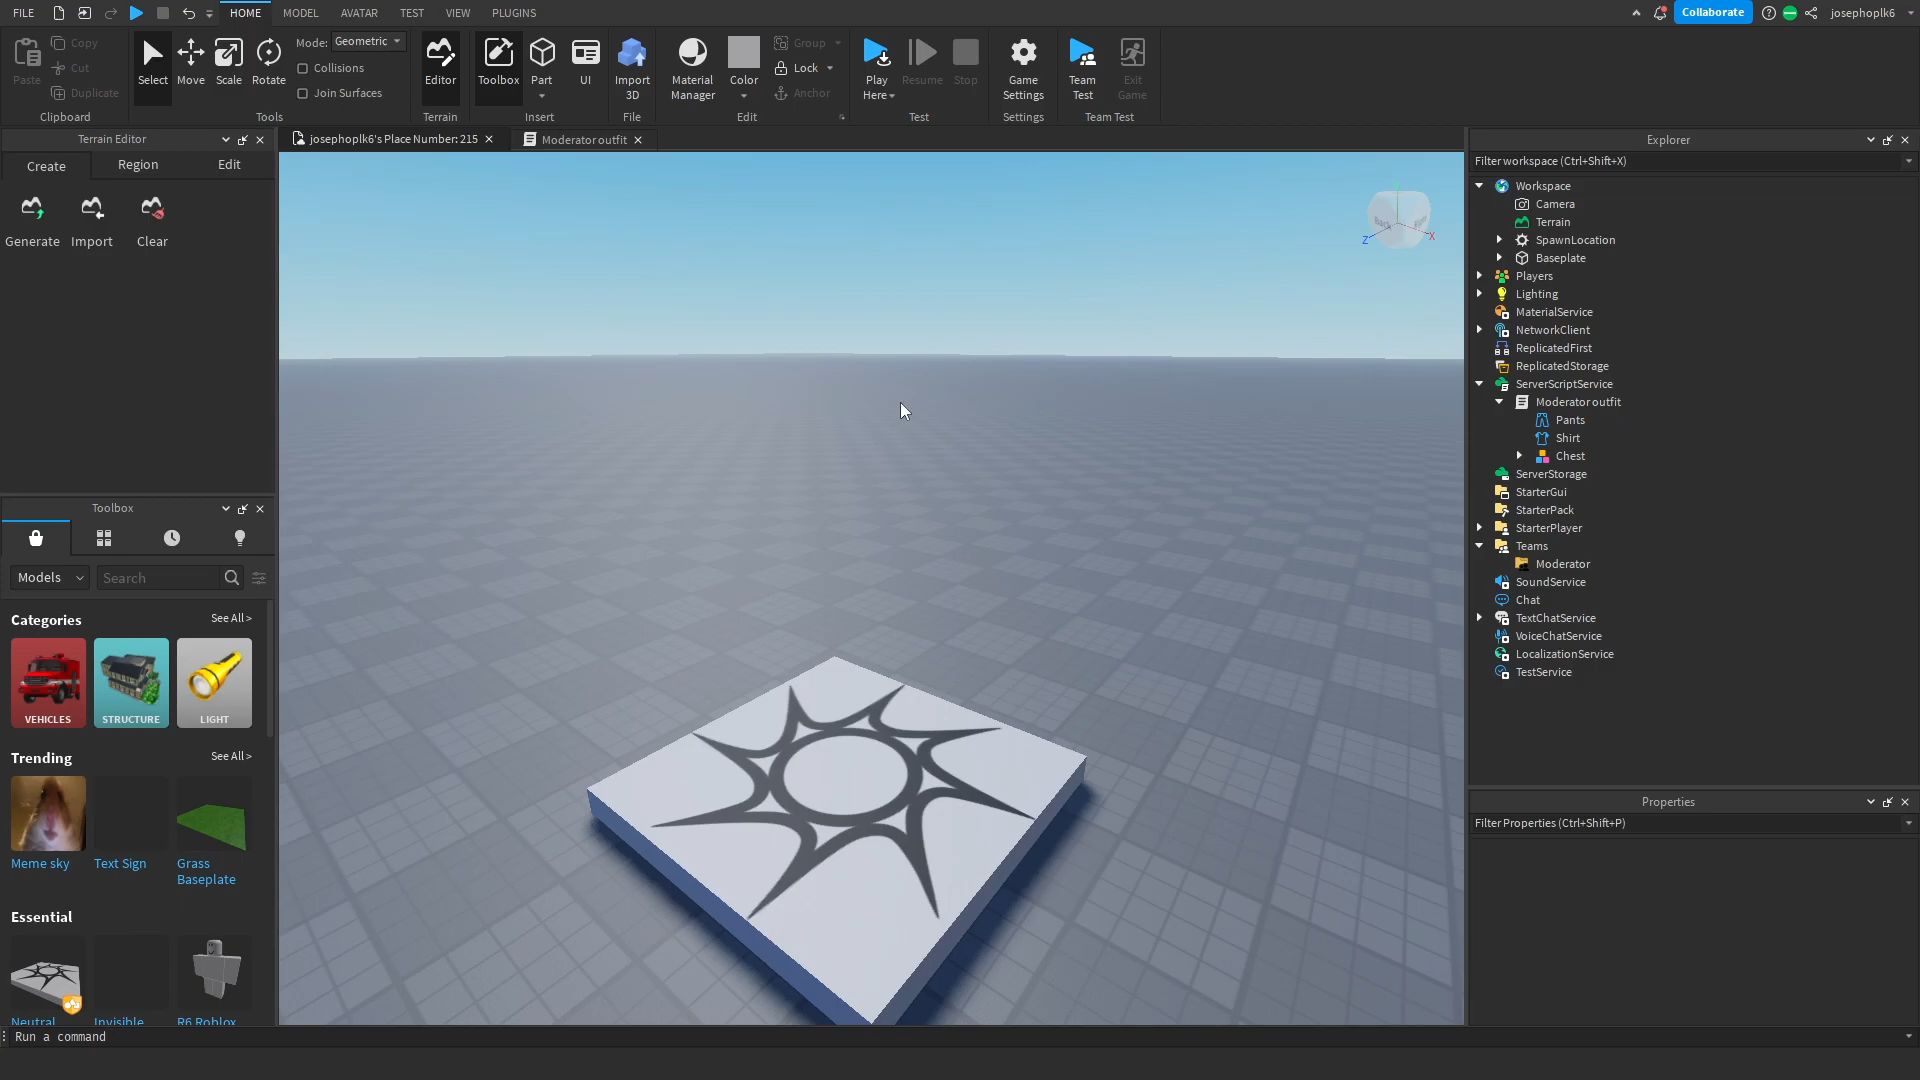 FILE
HOME
MODEL
AVATAR
TEST
VIEW
PLUGINS
Collaborate
josephoplk6
Paste
Copy
Cut
Duplicate
Clipboard
Select
Move
Scale
Rotate
Mode: Geometric
Collisions
Join Surfaces
Tools
Editor
Terrain
Toolbox
Part
UI
Insert
Import
3D
File
Material
Manager
Color
Group
Lock
Anchor
Edit
Play
Here
Resume
Stop
Test
Game
Settings
Settings
Team
Test
Exit
Game
Team Test
Terrain Editor
Create
Region
Edit
Generate
Import
Clear
Toolbox
Models
Search
Categories
See All >
VEHICLES
STRUCTURE
LIGHT
Trending
See All >
Meme sky
Text Sign
Grass
Baseplate
Essential
Neutral
Invisible
R6 Roblox
josephoplk6's Place Number: 215
Moderator outfit
Z
X
Explorer
Filter workspace (Ctrl+Shift+X)
Workspace
Camera
Terrain
SpawnLocation
Baseplate
Players
Lighting
MaterialService
NetworkClient
ReplicatedFirst
ReplicatedStorage
ServerScriptService
Moderator outfit
Pants
Shirt
Chest
ServerStorage
StarterGui
StarterPack
StarterPlayer
Teams
Moderator
SoundService
Chat
TextChatService
VoiceChatService
LocalizationService
TestService
Properties
Filter Properties (Ctrl+Shift+P)
Run a command